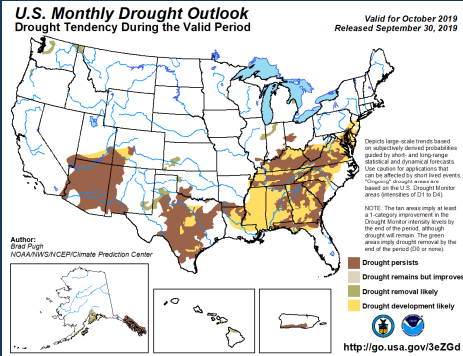 U.S. Monthly Drought Outlook
Drought Tendency During the Valid Period
Valid for October 2019
Released September 30, 2019
Depicts large-scale trends based
on subjectively derived probabilities
guided by short- and long-range
statistical and dynamical forecasts.
Use caution for applications that
can be affected by short lived events.
"Ongoing" drought areas are
based on the U.S. Drought Monitor
areas (intensities of D1 to D4).
NOTE: The tan areas imply at least
a 1-category improvement in the
Drought Monitor intensity levels by
the end of the period, although
drought will remain. The green
areas imply drought removal by the
end of the period (D0 or none).
Author:
Brad Pugh
NOAA/NWS/NCEP/Climate Prediction Center
Drought persists
Drought remains but improves
Drought removal likely
Drought development likely
http://go.usa.gov/3eZGd